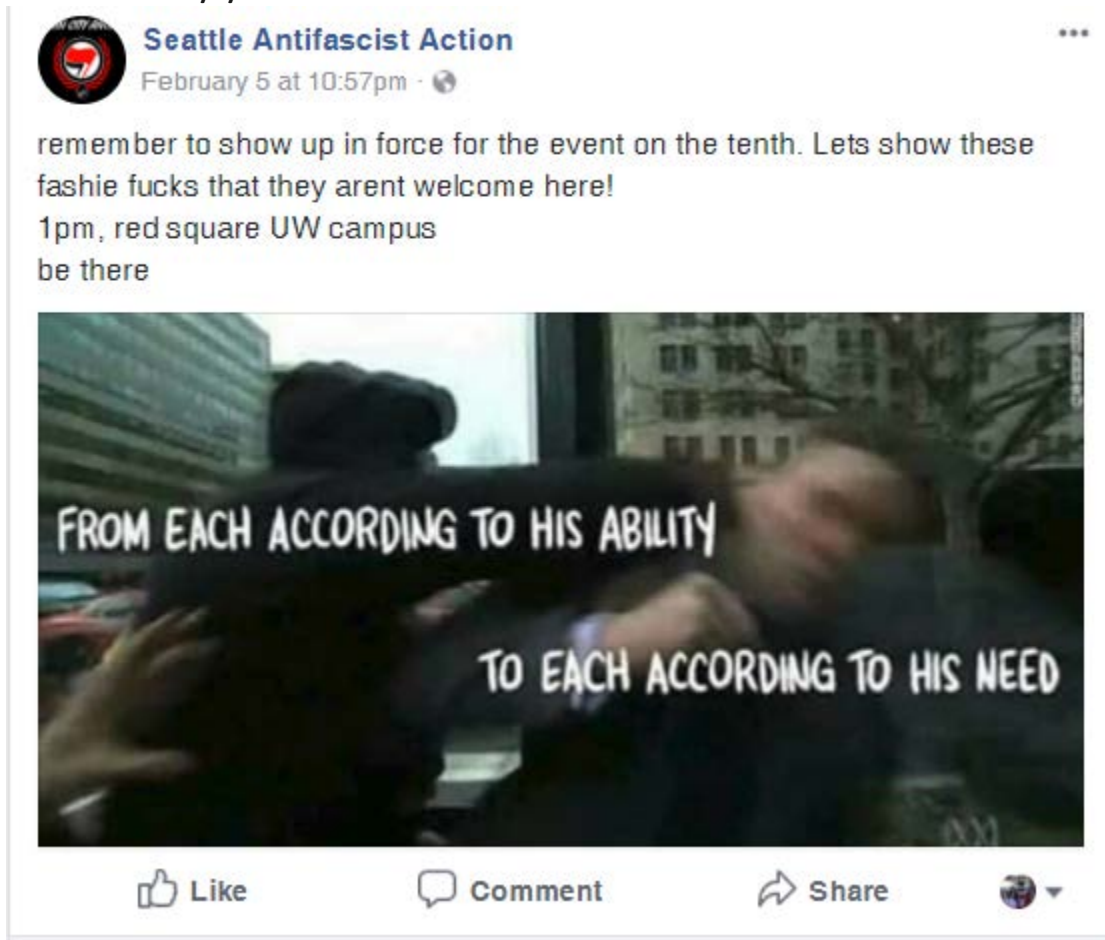 Seattle Antifascist Action
February 5 at 10:57pm ·
remember to show up in force for the event on the tenth. Lets show these
fashie fucks that they arent welcome here!
1pm, red square UW campus
be there
FROM EACH ACCORDING TO HIS ABILITY
TO EACH ACCORDING TO HIS NEED
Like Comment Share